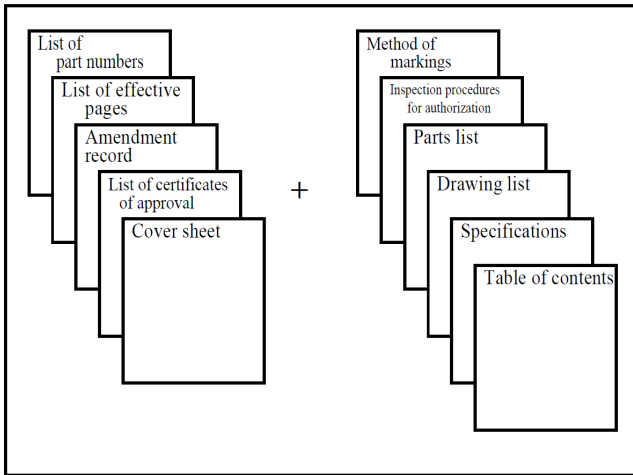 List of
part numbers
List of effective
pages
Amendment
record
List of certificates
of approval
Cover sheet
+
Method of
markings
Inspection procedures
for authorization
Parts list
Drawing list
Specifications
Table of contents